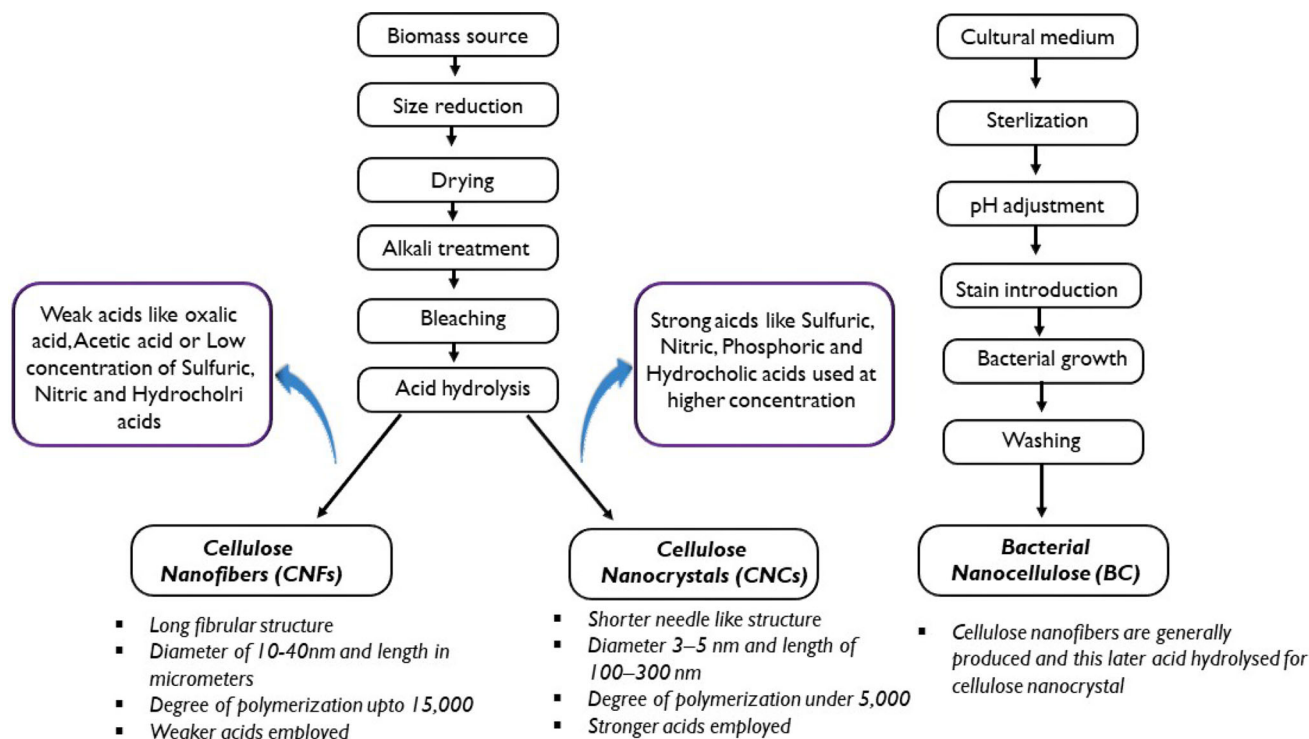 Biomass source
Size reduction
Drying
Alkali treatment
Bleaching
Acid hydrolysis
Weak acids like oxalic
acid, Acetic acid or Low
concentration of Sulfuric,
Nitric and Hydrocholri
acids
Strong aicds like Sulfuric,
Nitric, Phosphoric and
Hydrocholic acids used at
higher concentration
Cellulose
Nanofibers (CNFs)
▪ Long fibrular structure
▪ Diameter of 10-40nm and length in
micrometers
▪ Degree of polymerization upto 15,000
▪ Weaker acids employed
Cellulose
Nanocrystals (CNCs)
▪ Shorter needle like structure
▪ Diameter 3–5 nm and length of
100–300 nm
▪ Degree of polymerization under 5,000
▪ Stronger acids employed
Cultural medium
Sterlization
pH adjustment
Stain introduction
Bacterial growth
Washing
Bacterial
Nanocellulose (BC)
▪ Cellulose nanofibers are generally
produced and this later acid hydrolysed for
cellulose nanocrystal